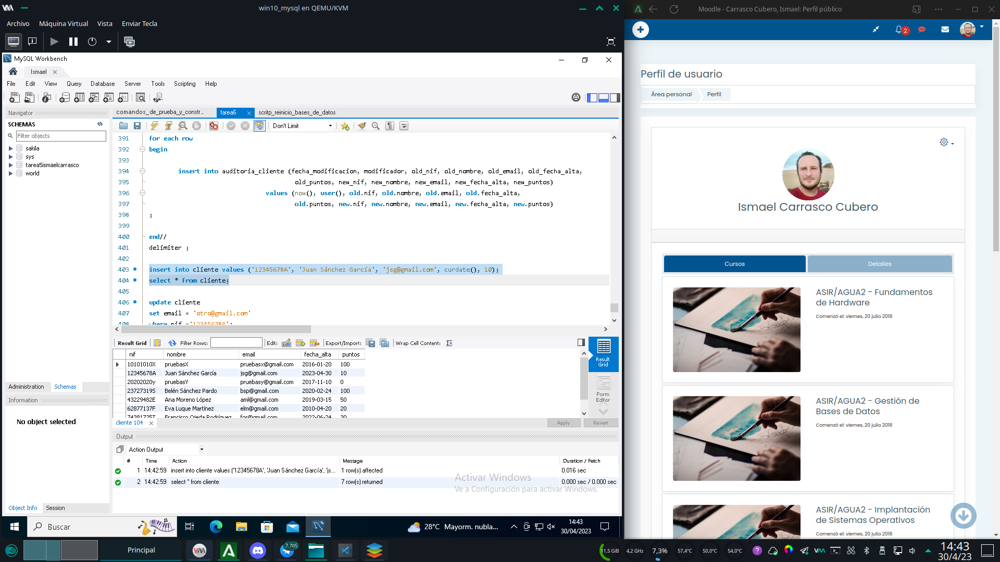 win10_mysql en QEMU/KVM
Archivo Máquina Virtual Vista Enviar Tecla
MySQL Workbench
Ismael
File Edit View Query Database Server Tools Scripting Help
Navigator
SCHEMAS
Filter objects
sakila
sys
tarea5ismaelcarrasco
world
Administration Schemas
Information
No object selected
Object Info Session
comandos_de_prueba_y_constr... tarea6 scritp_reinicio_bases_de_datos
Don't Limit
391 for each row
392 begin
393
394 insert into auditoria_cliente (fecha_modificacion, modificador, old_nif, old_nombre, old_email, old_fecha_alta,
395 old_puntos, new_nif, new_nombre, new_email, new_fecha_alta, new_puntos)
396 values (now(), user(), old.nif, old.nombre, old.email, old.fecha_alta,
397 old.puntos, new.nif, new.nombre, new.email, new.fecha_alta, new.puntos)
398 ;
399
400 end//
401 delimiter ;
402
403 insert into cliente values ('12345678A', 'Juan Sánchez García', 'jsg@gmail.com', curdate(), 10);
404 select * from cliente;
405
406 update cliente
407 set email = 'otro@gmail.com'
408 where nif ='12345678A';
Result Grid Filter Rows: Edit: Export/Import: Wrap Cell Content:
nif nombre email fecha_alta puntos
10101010X pruebasX pruebasx@gmail.com 2016-01-20 100
12345678A Juan Sánchez García jsg@gmail.com 2023-04-30 10
20202020y pruebasY pruebasy@gmail.com 2017-11-10 0
23727319S Belén Sánchez Pardo bsp@gmail.com 2020-02-24 100
43229482E Ana Moreno López aml@gmail.com 2019-03-15 50
62877137F Eva Luque Martínez elm@gmail.com 2010-04-20 20
74381725T Francisco Ojeda Rodríguez for@gmail.com 2022-06-24 30
Result Grid
Form Editor
cliente 104
Apply Revert
Output
Action Output
# Time Action Message Duration / Fetch
1 14:42:59 insert into cliente values ('12345678A', 'Juan Sánchez García', 'js... 1 row(s) affected 0.016 sec
2 14:42:59 select * from cliente 7 row(s) returned 0.000 sec / 0.000 sec
Activar Windows
Ve a Configuración para activar Windows.
Buscar
28°C Mayorm. nubla...
14:43
30/04/2023
Moodle - Carrasco Cubero, Ismael: Perfil público
2
Perfil de usuario
Área personal Perfil
Ismael Carrasco Cubero
Cursos Detalles
ASIR/AGUA2 - Fundamentos
de Hardware
Comenzó el: viernes, 20 julio 2018
ASIR/AGUA2 - Gestión de
Bases de Datos
Comenzó el: viernes, 20 julio 2018
ASIR/AGUA2 - Implantación
de Sistemas Operativos
Comenzó el: viernes, 20 julio 2018
Principal
7.705
11,5 GiB 4,2 GHz 7,3% 57,4°C 50,0°C 54,0°C
14:43
30/4/23